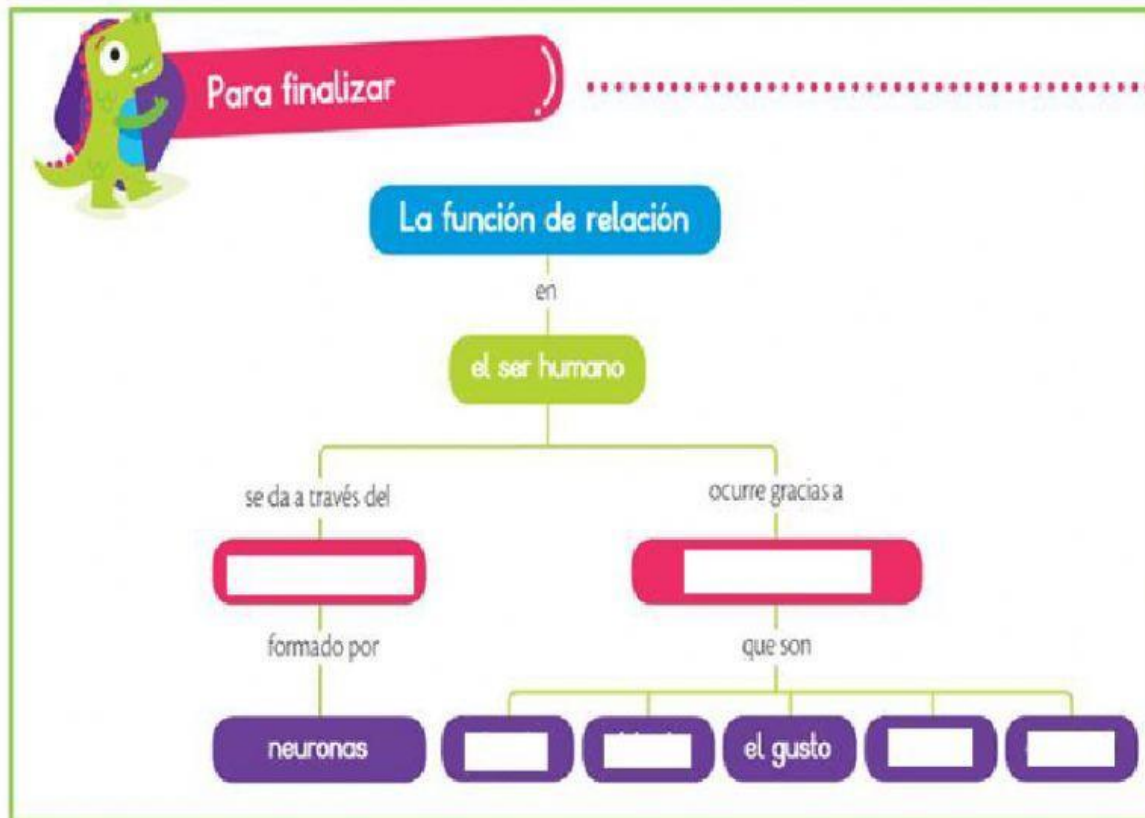 Para finalizar
La función de relación
en
el ser humano
se da a través del
ocurre gracias a
formado por
que son
neuronas
el gusto